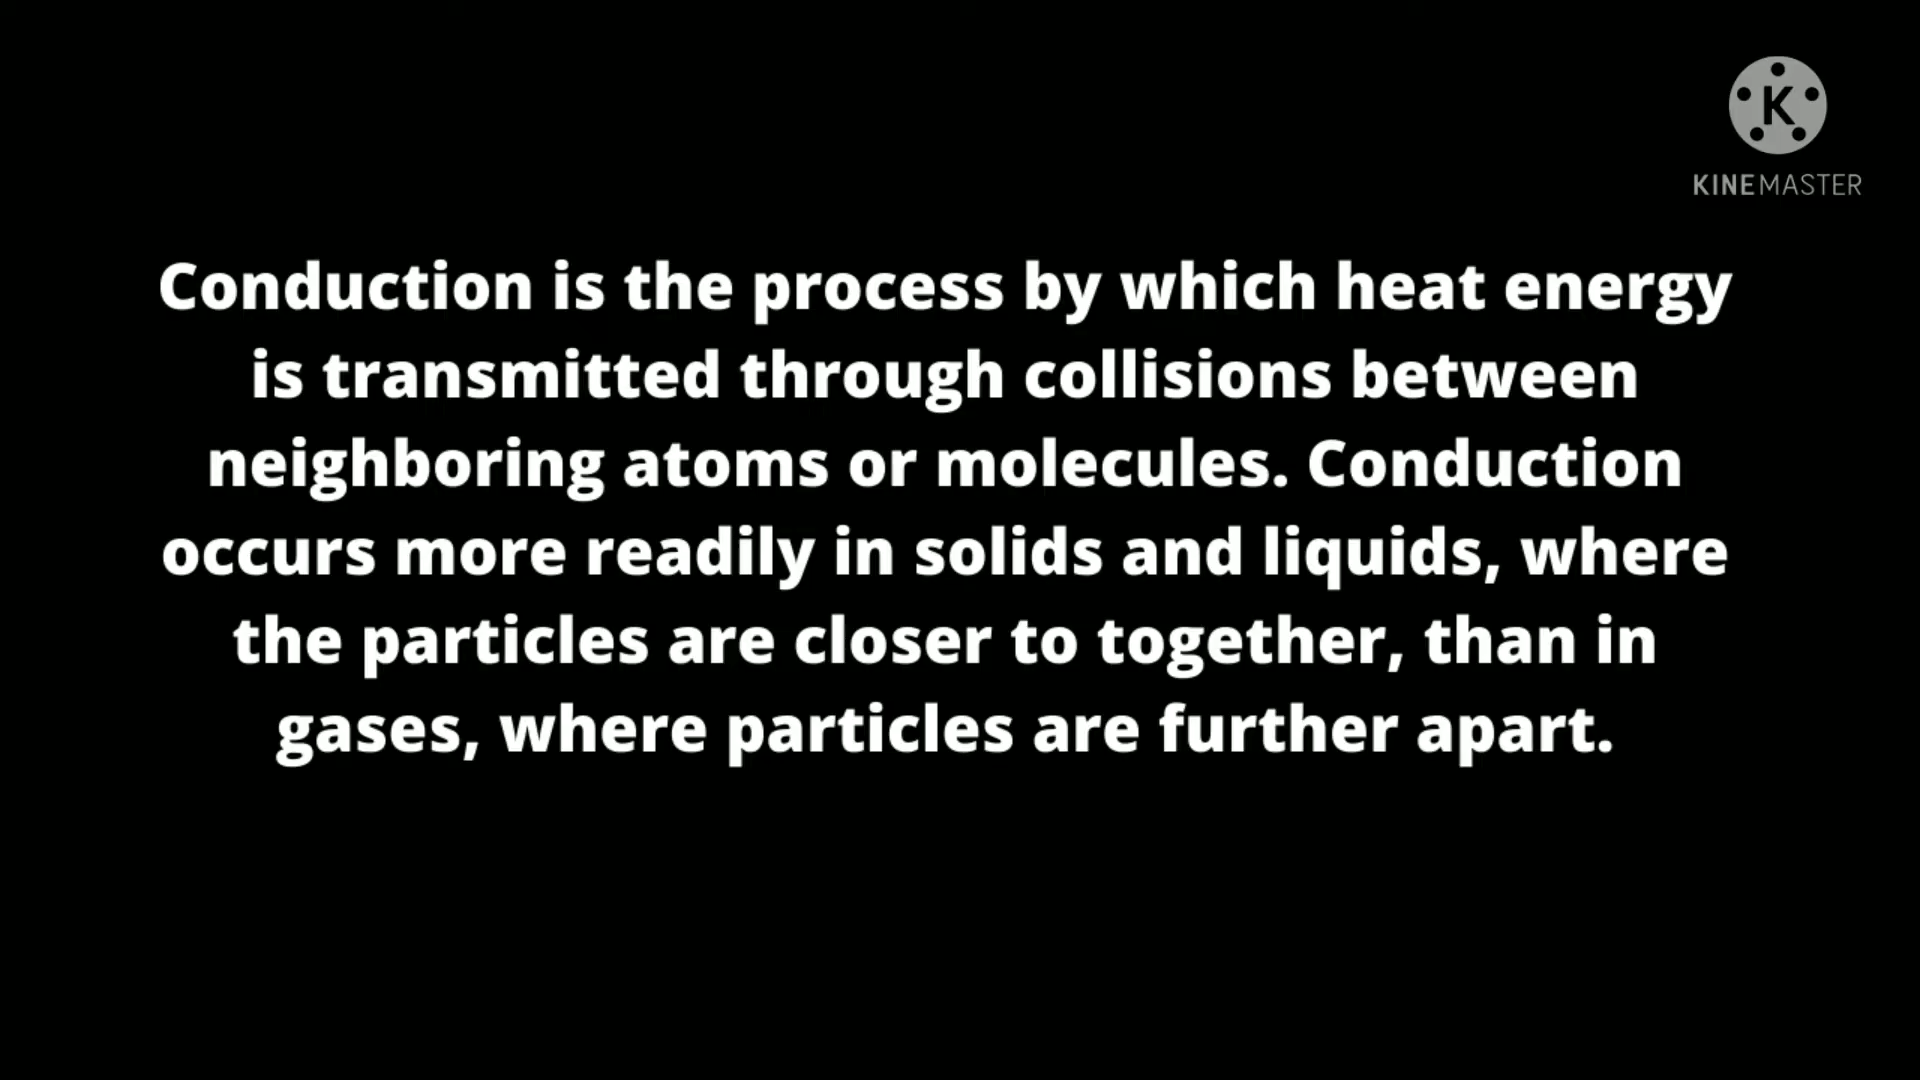 K
KINEMASTER
Conduction is the process by which heat energy
is transmitted through collisions between
neighboring atoms or molecules. Conduction
occurs more readily in solids and liquids, where
the particles are closer to together, than in
gases, where particles are further apart.